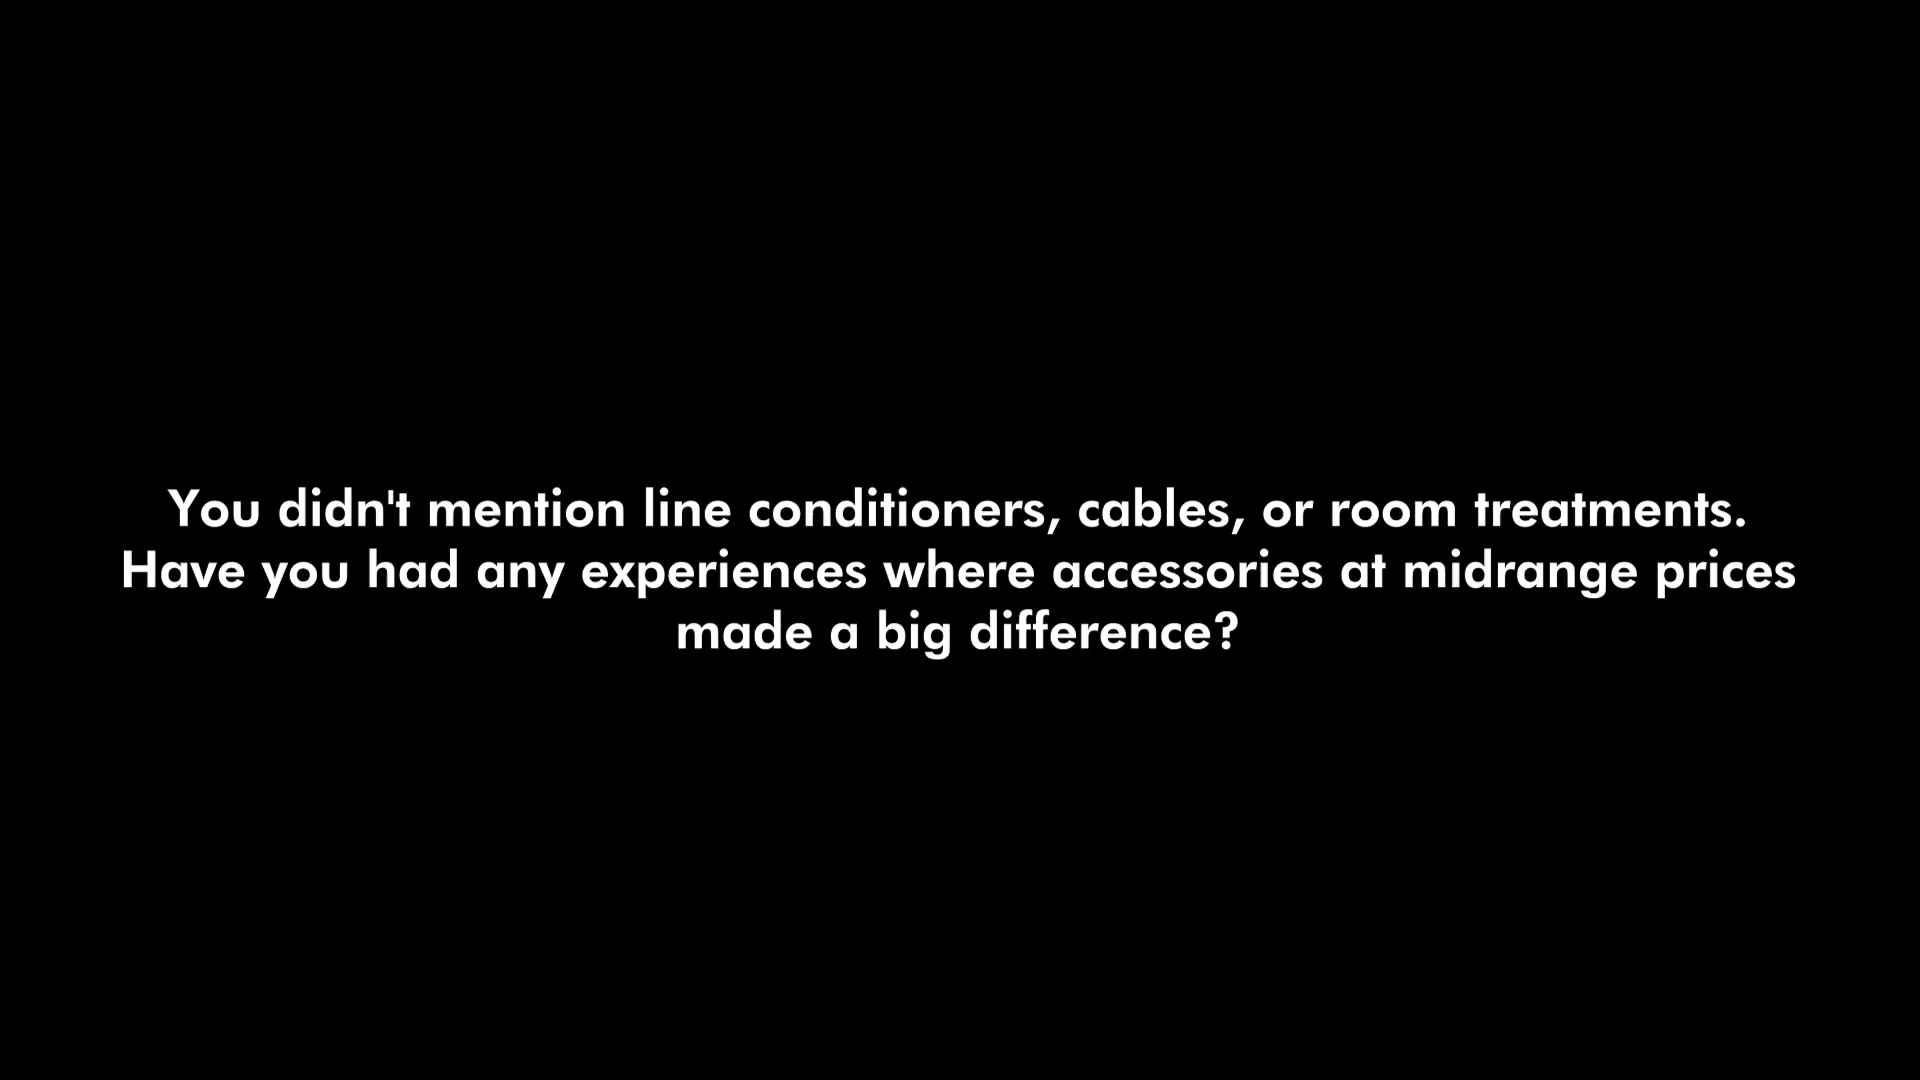 You didn't mention line conditioners, cables, or room treatments.
Have you had any experiences where accessories at midrange prices
made a big difference?